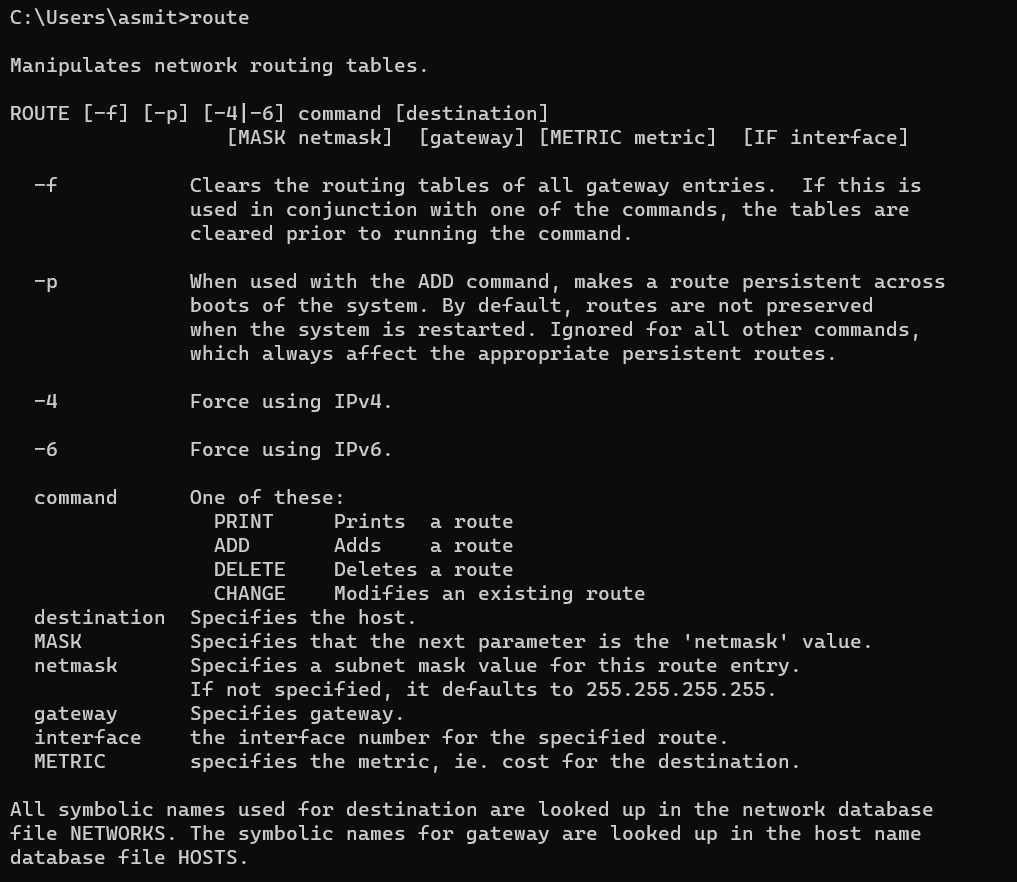 C:\Users\asmit>route
Manipulates network routing tables.
ROUTE [-f] [-p] [-4|-6] command [destination]
                  [MASK netmask]  [gateway] [METRIC metric]  [IF interface]
  -f           Clears the routing tables of all gateway entries.  If this is
               used in conjunction with one of the commands, the tables are
               cleared prior to running the command.
  -p           When used with the ADD command, makes a route persistent across
               boots of the system. By default, routes are not preserved
               when the system is restarted. Ignored for all other commands,
               which always affect the appropriate persistent routes.
  -4           Force using IPv4.
  -6           Force using IPv6.
  command      One of these:
                 PRINT     Prints  a route
                 ADD       Adds    a route
                 DELETE    Deletes a route
                 CHANGE    Modifies an existing route
  destination  Specifies the host.
  MASK         Specifies that the next parameter is the 'netmask' value.
  netmask      Specifies a subnet mask value for this route entry.
               If not specified, it defaults to 255.255.255.255.
  gateway      Specifies gateway.
  interface    the interface number for the specified route.
  METRIC       specifies the metric, ie. cost for the destination.
All symbolic names used for destination are looked up in the network database
file NETWORKS. The symbolic names for gateway are looked up in the host name
database file HOSTS.